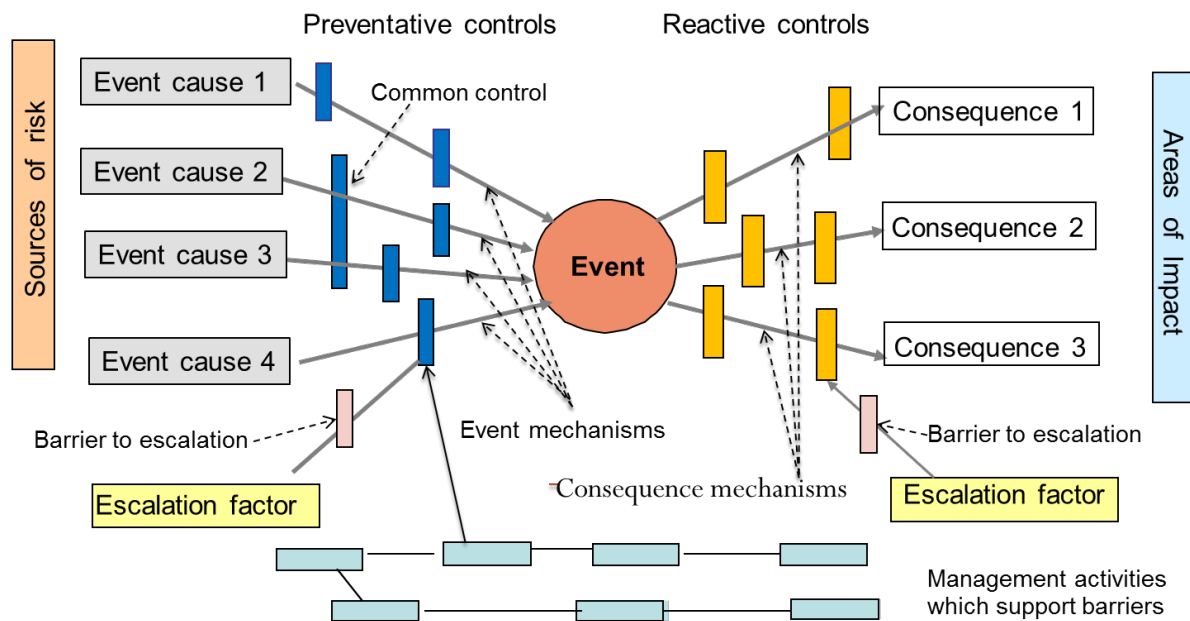 Preventative controls
Reactive controls
Sources of risk
Event cause 1
Common control
Event cause 2
Event cause 3
Event cause 4
Event
Consequence 1
Consequence 2
Consequence 3
Areas of Impact
Barrier to escalation
Event mechanisms
Barrier to escalation
Consequence mechanisms
Escalation factor
Escalation factor
Management activities
which support barriers